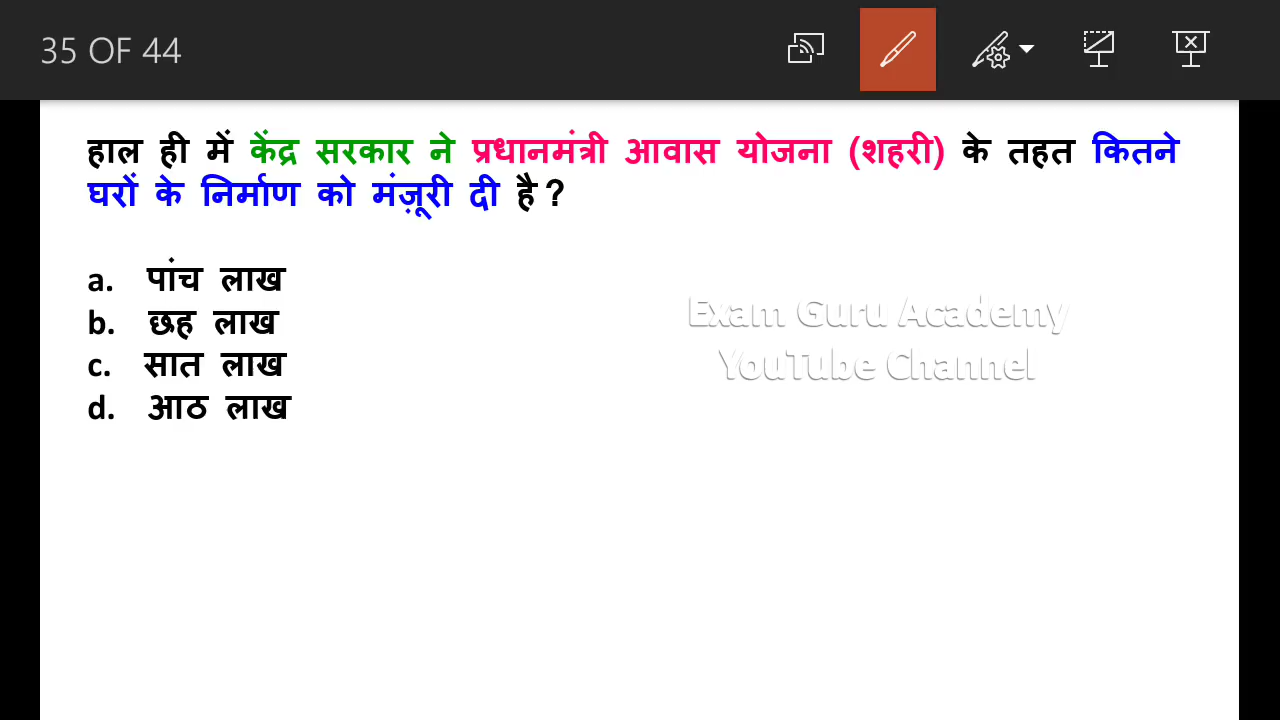 35 OF 44
हाल ही में केंद्र सरकार ने प्रधानमंत्री आवास योजना (शहरी) के तहत कितने
घरों के निर्माण को मंज़ूरी दी है ?
a. पांच लाख
b. छह लाख
c. सात लाख
d. आठ लाख
Exam Guru Academy
YouTube Channel